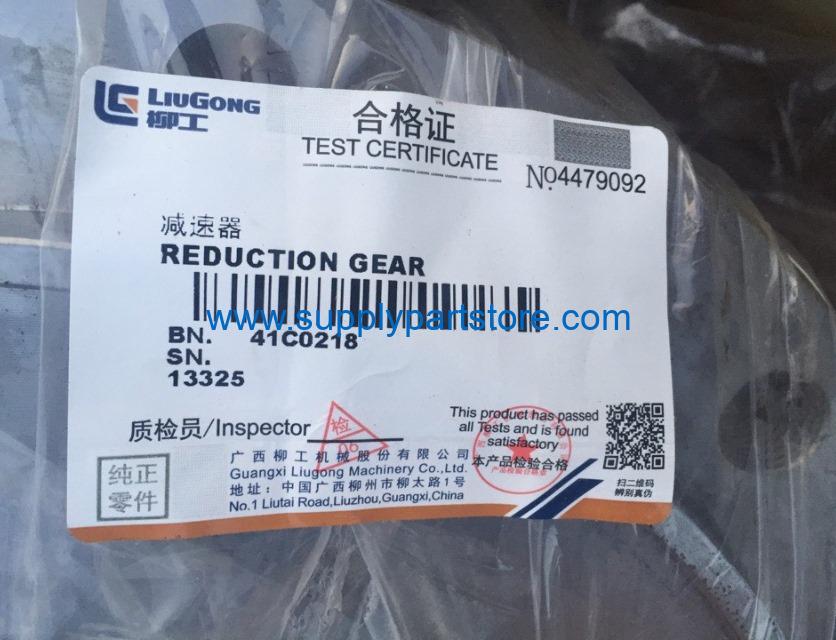 LG LIUGONG
柳工
合格证
TEST CERTIFICATE
№4479092
减速器
REDUCTION GEAR
www.supplypartstore.com
BN. 41C0218
SN.
13325
质检员/Inspector
检
06
This product has passed
all Tests and is found
satisfactory
本产品检验合格
广西柳工机械股份有限公司
Guangxi Liugong Machinery Co.,Ltd.
地址：中国广西柳州市柳太路1号
No.1 Liutai Road,Liuzhou,Guangxi,China
纯正
零件
扫二维码
辨别真伪